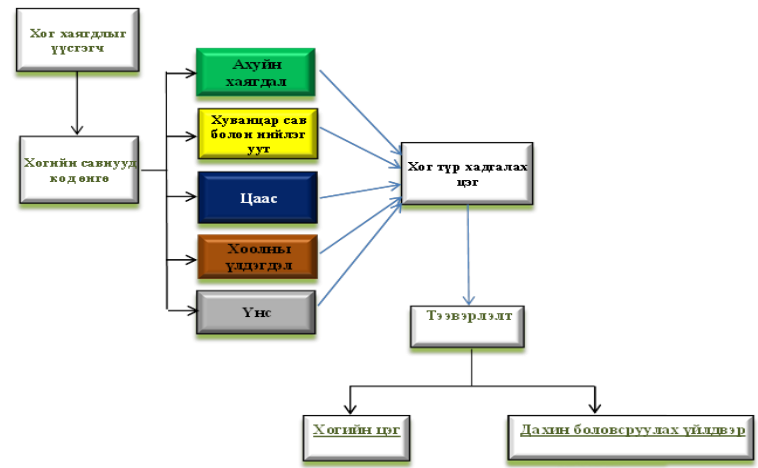 Хог хаягдлыг
үүсгэгч
Хогийн савнууд
код өнгө
Ахуйн
хаягдал
Хуванцар сав
болон нийлэг
уут
Цаас
Хоолны
үлдэгдэл
Үнс
Хог түр хадгалах
цэг
Тээвэрлэлт
Хогийн цэг
Дахин боловсруулах үйлдвэр